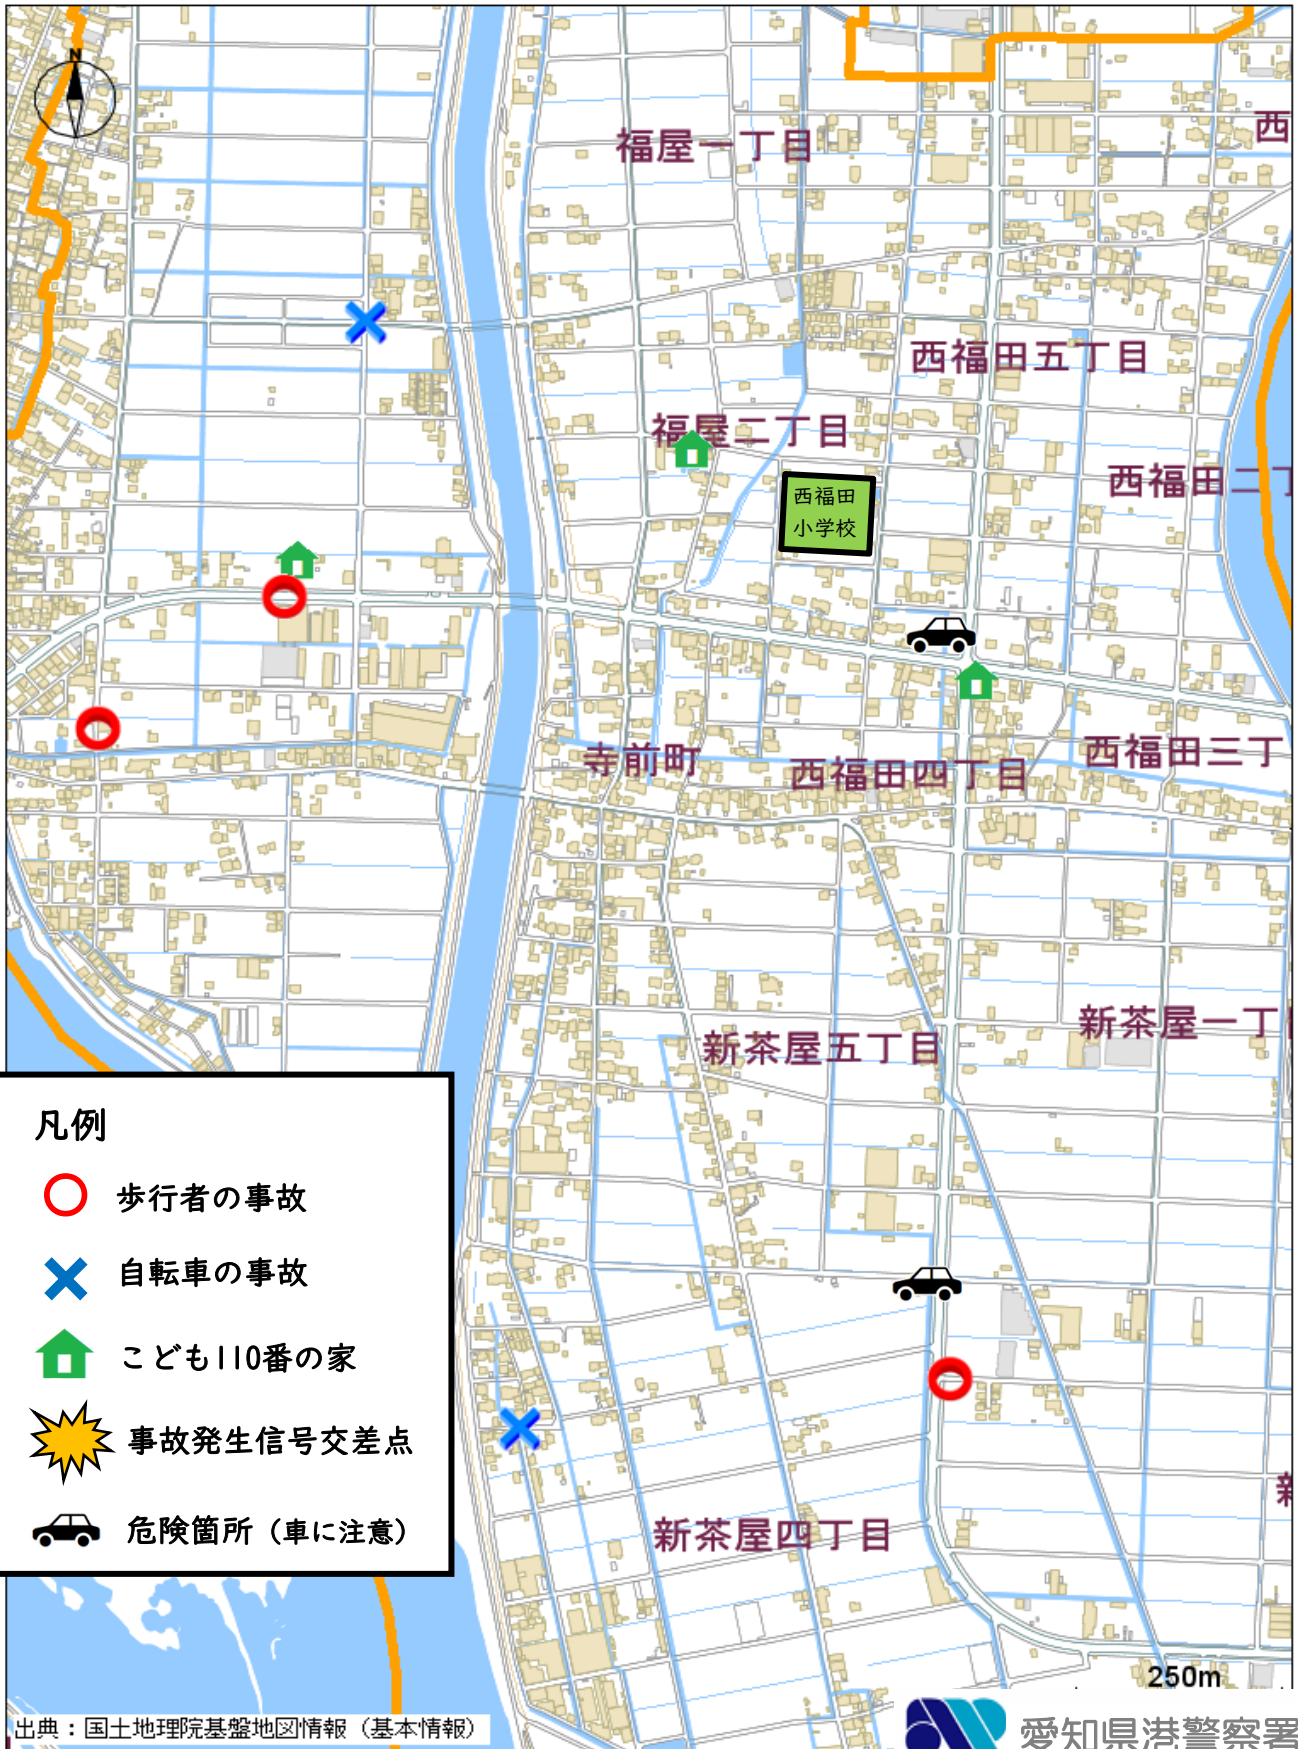 N
福屋一丁目
西
西福田五丁目
福屋二丁目
西福田二丁
西福田
小学校
寺前町
西福田四丁目
西福田三丁
新茶屋五丁目
新茶屋一丁
凡例
歩行者の事故
自転車の事故
こども110番の家
事故発生信号交差点
危険箇所（車に注意）
新茶屋四丁目
新
250m
出典：国土地理院基盤地図情報（基本情報）
愛知県港警察署